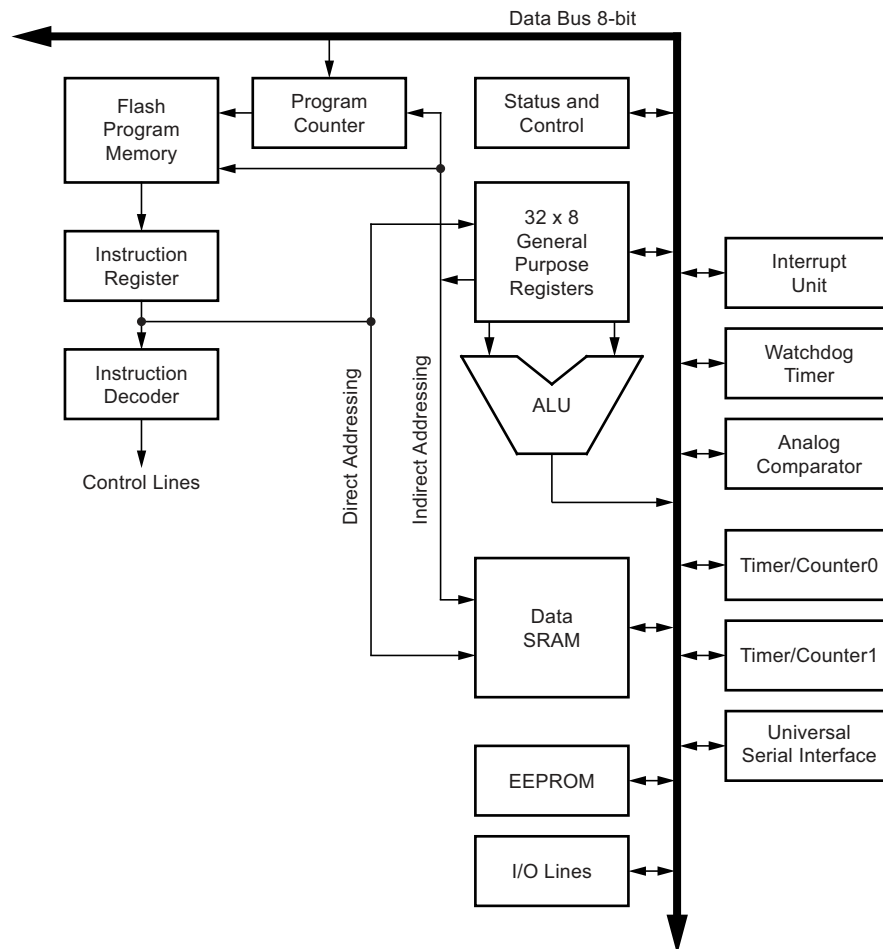 Data Bus 8-bit
Flash
Program
Memory
Program
Counter
Status and
Control
32 x 8
General
Purpose
Registers
Instruction
Register
Interrupt
Unit
Instruction
Decoder
Watchdog
Timer
ALU
Analog
Comparator
Control Lines
Direct Addressing
Indirect Addressing
Timer/Counter0
Data
SRAM
Timer/Counter1
Universal
Serial Interface
EEPROM
I/O Lines